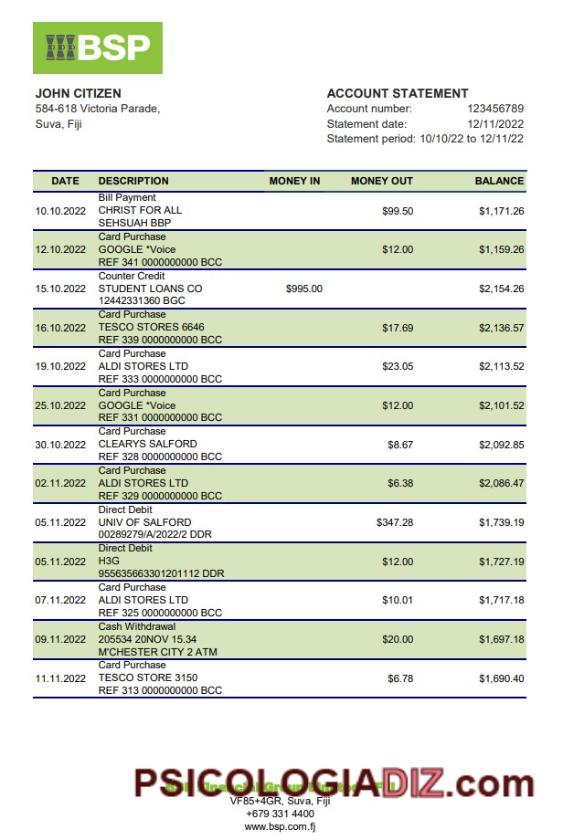 BSP
JOHN CITIZEN
584-618 Victoria Parade,
Suva, Fiji
ACCOUNT STATEMENT
Account number: 123456789
Statement date: 12/11/2022
Statement period: 10/10/22 to 12/11/22
DATE DESCRIPTION MONEY IN MONEY OUT BALANCE
Bill Payment
10.10.2022 CHRIST FOR ALL $99.50 $1,171.26
SEHSUAH BBP
Card Purchase
12.10.2022 GOOGLE *Voice $12.00 $1,159.26
REF 341 0000000000 BCC
Counter Credit
15.10.2022 STUDENT LOANS CO $995.00 $2,154.26
12442331360 BGC
Card Purchase
16.10.2022 TESCO STORES 6646 $17.69 $2,136.57
REF 339 0000000000 BCC
Card Purchase
19.10.2022 ALDI STORES LTD $23.05 $2,113.52
REF 333 0000000000 BCC
Card Purchase
25.10.2022 GOOGLE *Voice $12.00 $2,101.52
REF 331 0000000000 BCC
Card Purchase
30.10.2022 CLEARYS SALFORD $8.67 $2,092.85
REF 328 0000000000 BCC
Card Purchase
02.11.2022 ALDI STORES LTD $6.38 $2,086.47
REF 329 0000000000 BCC
Direct Debit
05.11.2022 UNIV OF SALFORD $347.28 $1,739.19
00289279/A/2022/2 DDR
Direct Debit
05.11.2022 H3G $12.00 $1,727.19
955635663301201112 DDR
Card Purchase
07.11.2022 ALDI STORES LTD $10.01 $1,717.18
REF 325 0000000000 BCC
Cash Withdrawal
09.11.2022 205534 20NOV 15.34 $20.00 $1,697.18
M'CHESTER CITY 2 ATM
Card Purchase
11.11.2022 TESCO STORE 3150 $6.78 $1,690.40
REF 313 0000000000 BCC
PSICOLOGIADIZ.com
VF85+4GR, Suva, Fiji
+679 331 4400
www.bsp.com.fj